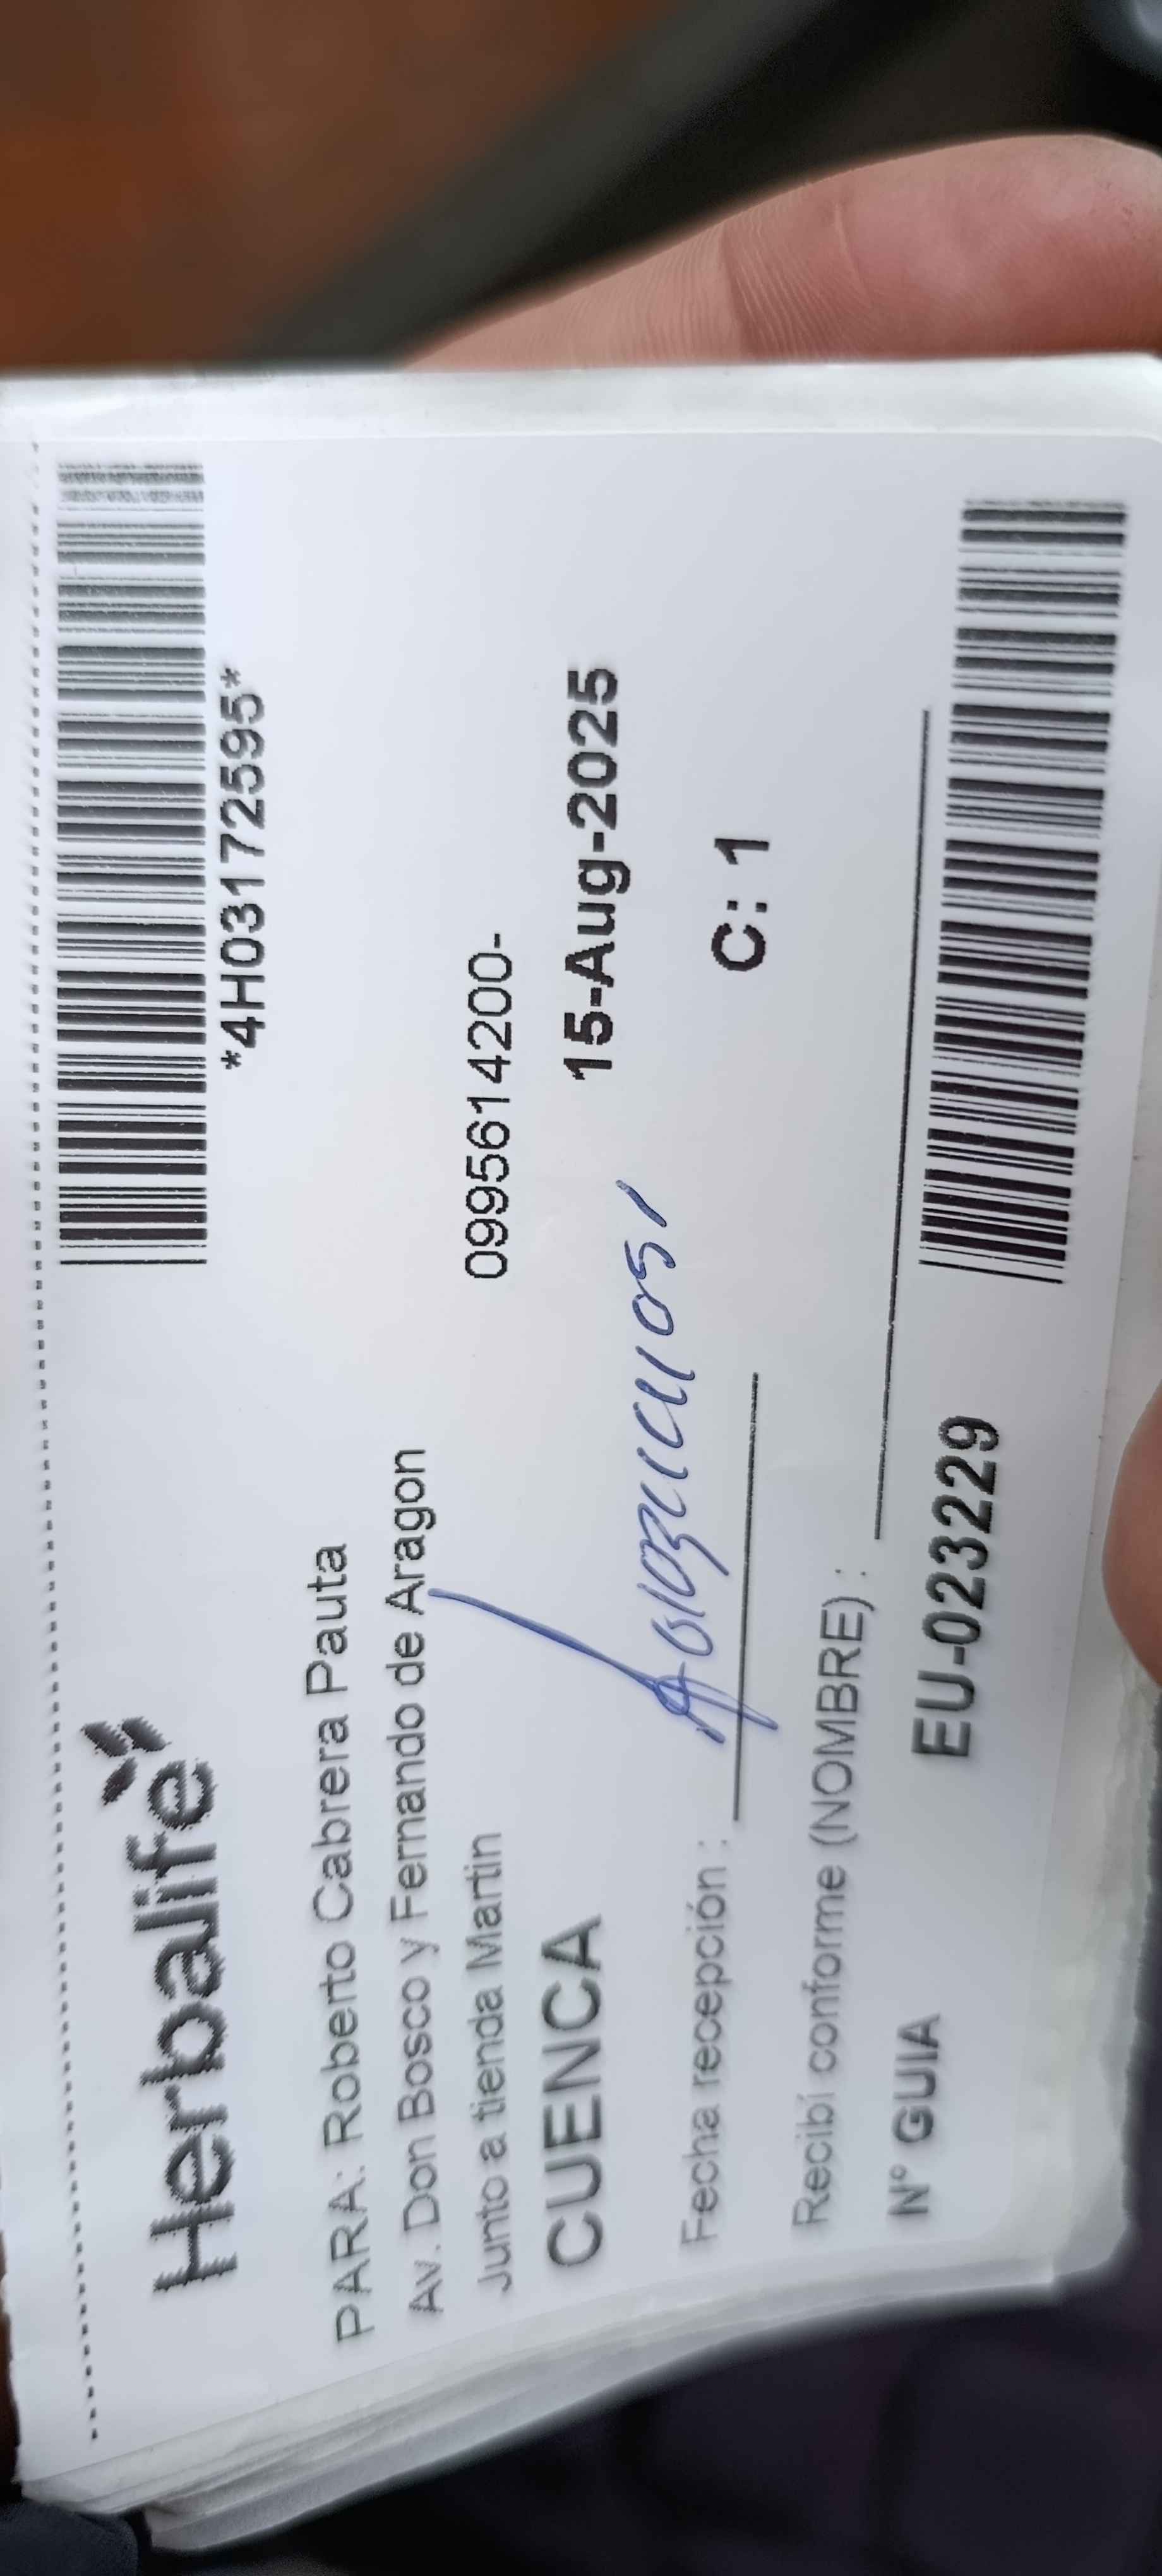 Herbalife
*4H03172595*
PARA: Roberto Cabrera Pauta
Av. Don Bosco y Fernando de Aragon
Junto a tienda Martin
0995614200-
CUENCA
15-Aug-2025
Fecha recepción :
C: 1
Recibí conforme (NOMBRE) :
Nº GUIA
EU-023229